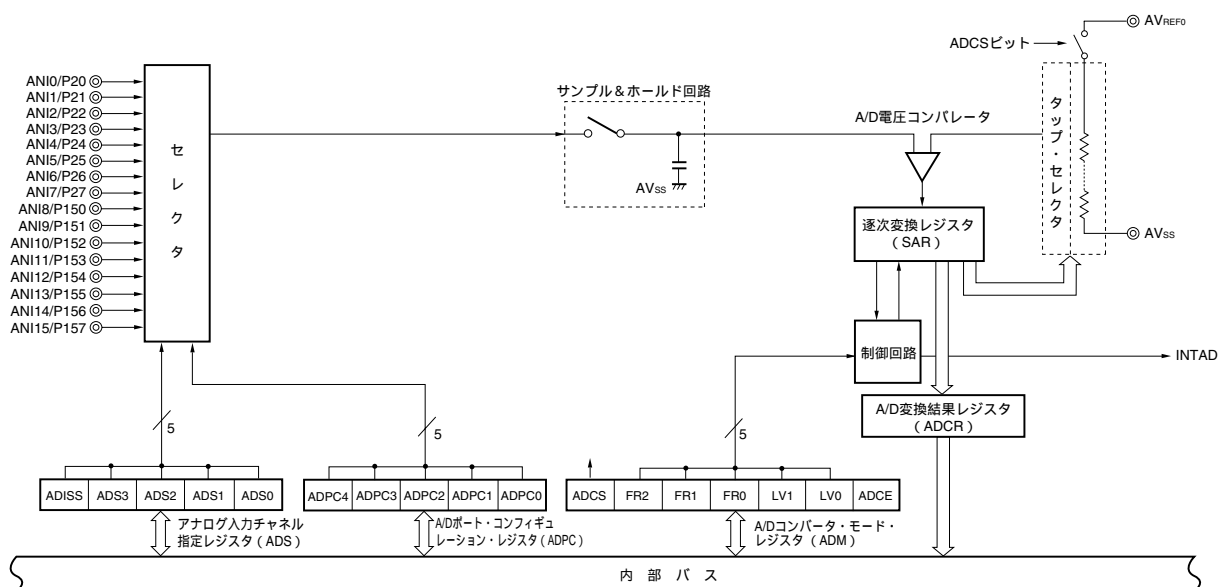 AVREF0
ADCSビット
ANI0/P20
ANI1/P21
ANI2/P22
ANI3/P23
ANI4/P24
ANI5/P25
ANI6/P26
ANI7/P27
ANI8/P150
ANI9/P151
ANI10/P152
ANI11/P153
ANI12/P154
ANI13/P155
ANI14/P156
ANI15/P157
セレクタ
サンプル&ホールド回路
AVSS
A/D電圧コンパレータ
タップ・セレクタ
AVSS
逐次変換レジスタ
(SAR)
制御回路
INTAD
A/D変換結果レジスタ
(ADCR)
5
5
5
ADISS ADS3 ADS2 ADS1 ADS0
ADPC4 ADPC3 ADPC2 ADPC1 ADPC0
ADCS FR2 FR1 FR0 LV1 LV0 ADCE
アナログ入力チャネル
指定レジスタ(ADS)
A/Dポート・コンフィギュ
レーション・レジスタ(ADPC)
A/Dコンバータ・モード・
レジスタ(ADM)
内部バス